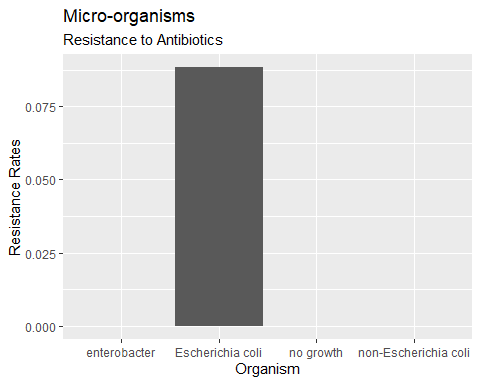 Micro-organisms
Resistance to Antibiotics
Resistance Rates
0.075
0.050
0.025
0.000
enterobacter Escherichia coli no growth non-Escherichia coli
Organism